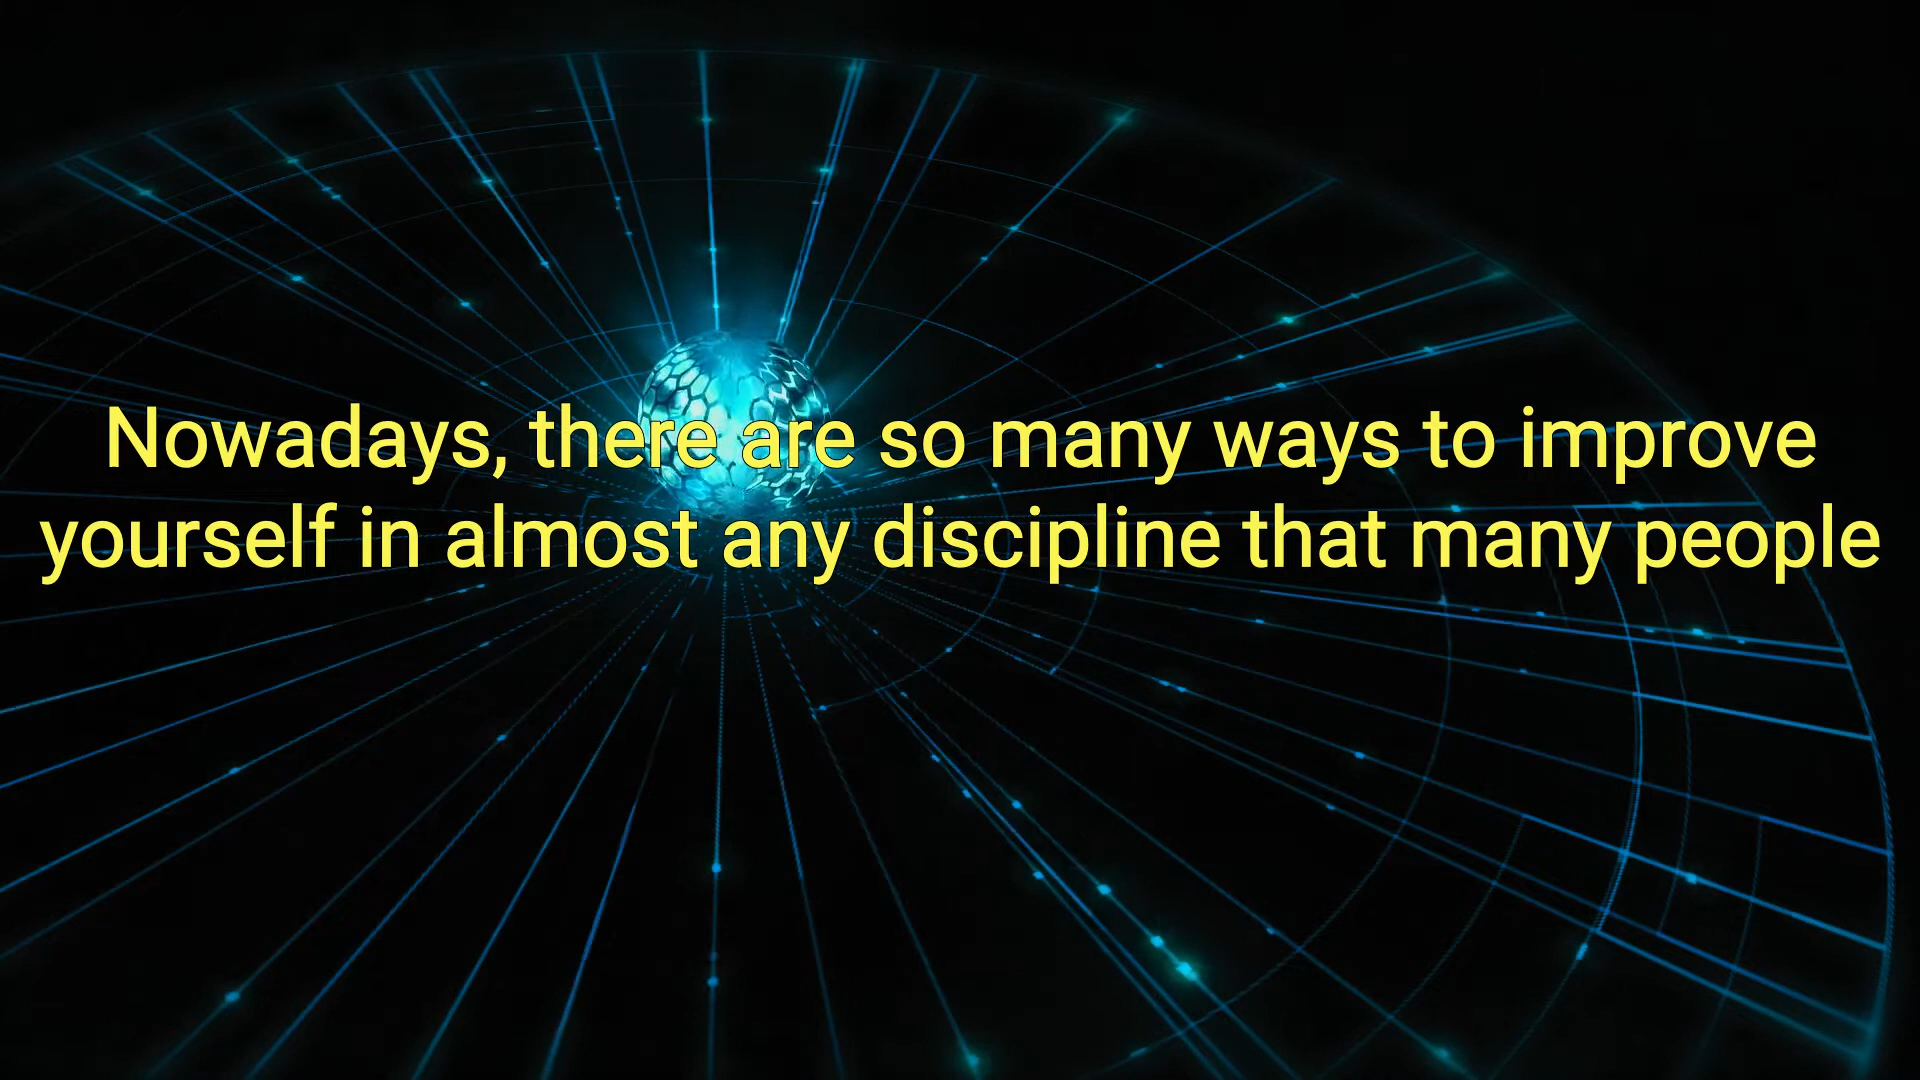 Nowadays, there are so many ways to improve
yourself in almost any discipline that many people